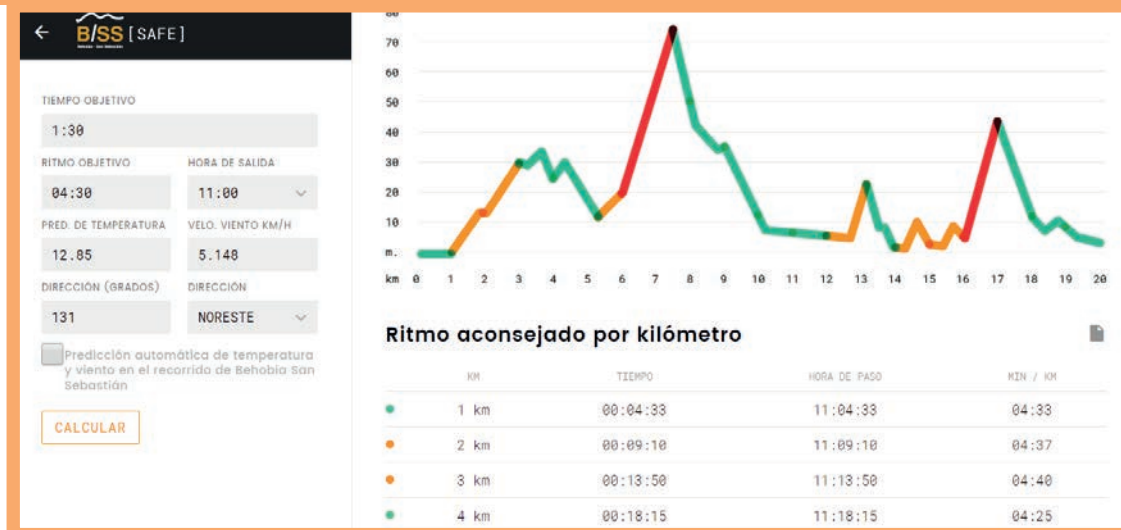 B/SS [SAFE]
Behobia - San Sebastián
TIEMPO OBJETIVO
1:30
RITMO OBJETIVO
HORA DE SALIDA
04:30
11:00
PRED. DE TEMPERATURA
VELO. VIENTO KM/H
12.85
5.148
DIRECCIÓN (GRADOS)
DIRECCIÓN
131
NORESTE
Predicción automática de temperatura
y viento en el recorrido de Behobia San
Sebastián
CALCULAR
80
70
60
50
40
30
20
10
m.
km 0 1 2 3 4 5 6 7 8 9 10 11 12 13 14 15 16 17 18 19 20
Ritmo aconsejado por kilómetro
KM TIEMPO HORA DE PASO MIN / KM
1 km 00:04:33 11:04:33 04:33
2 km 00:09:10 11:09:10 04:37
3 km 00:13:50 11:13:50 04:40
4 km 00:18:15 11:18:15 04:25